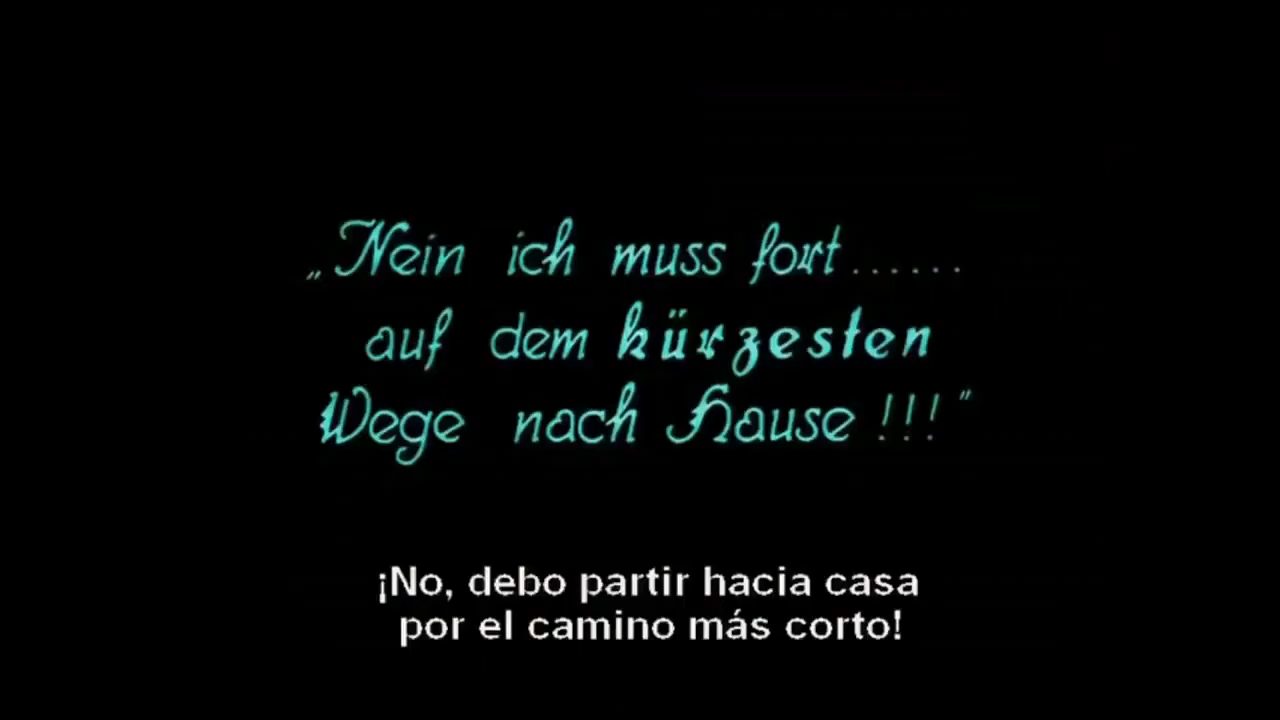 „Nein ich muss fort......
auf dem kürzesten
Wege nach Hause!!!"
¡No, debo partir hacia casa
por el camino más corto!